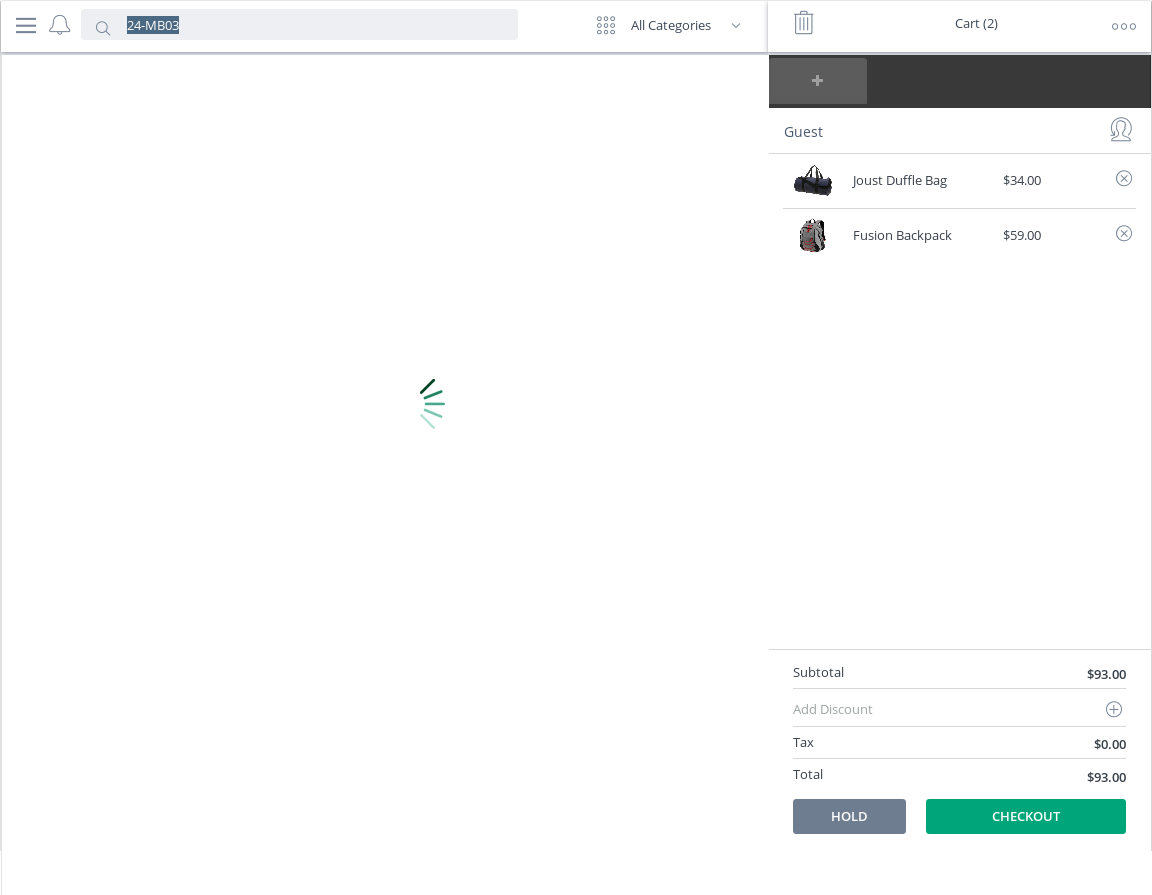 24-MB03
All Categories
Cart (2)
+
Guest
Joust Duffle Bag $34.00
Fusion Backpack $59.00
Subtotal $93.00
Add Discount
Tax $0.00
Total $93.00
HOLD CHECKOUT